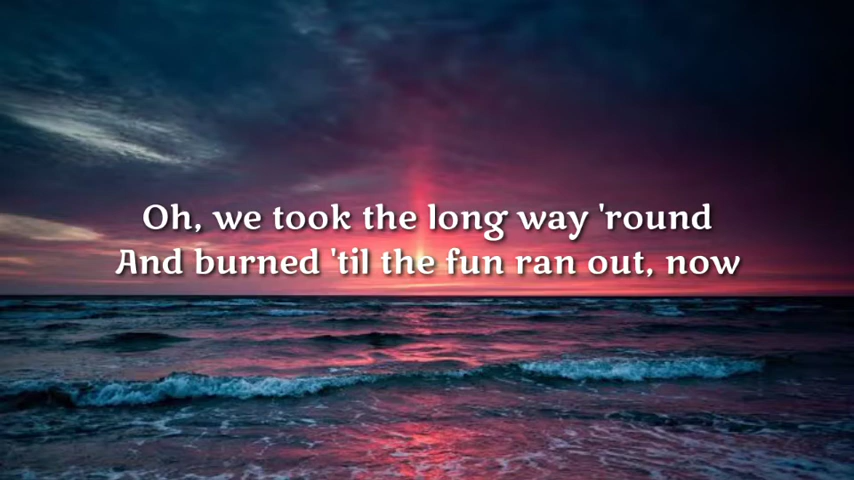 Oh, we took the long way 'round
And burned 'til the fun ran out, now